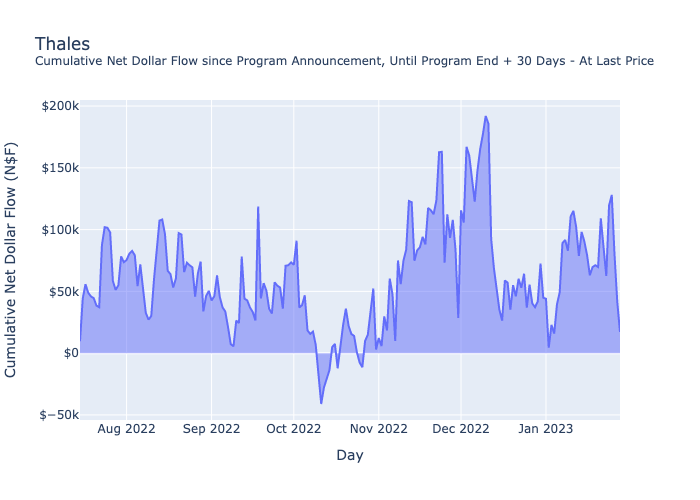 Thales
Cumulative Net Dollar Flow since Program Announcement, Until Program End + 30 Days - At Last Price
Cumulative Net Dollar Flow (N$F)
$200k
$150k
$100k
$50k
$0
$−50k
Aug 2022 Sep 2022 Oct 2022 Nov 2022 Dec 2022 Jan 2023
Day